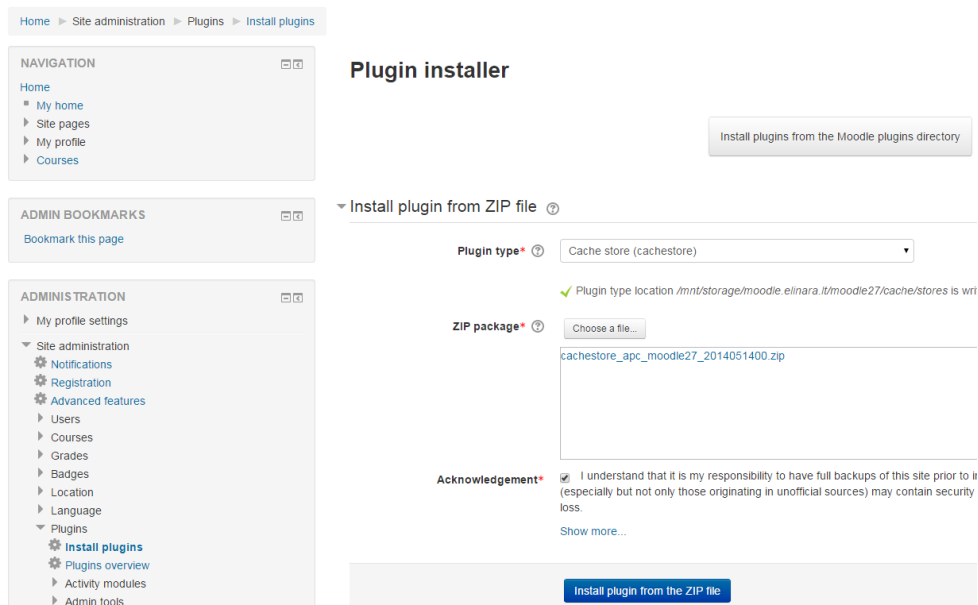 Home Site administration Plugins Install plugins
NAVIGATION
Home
My home
Site pages
My profile
Courses
ADMIN BOOKMARKS
Bookmark this page
ADMINISTRATION
My profile settings
Site administration
Notifications
Registration
Advanced features
Users
Courses
Grades
Badges
Location
Language
Plugins
Install plugins
Plugins overview
Activity modules
Admin tools
Plugin installer
Install plugins from the Moodle plugins directory
Install plugin from ZIP file
Plugin type* Cache store (cachestore)
Plugin type location /mnt/storage/moodle.elinara.lt/moodle27/cache/stores is wri
ZIP package* Choose a file...
cachestore_apc_moodle27_2014051400.zip
Acknowledgement* I understand that it is my responsibility to have full backups of this site prior to i
(especially but not only those originating in unofficial sources) may contain security
loss.
Show more...
Install plugin from the ZIP file